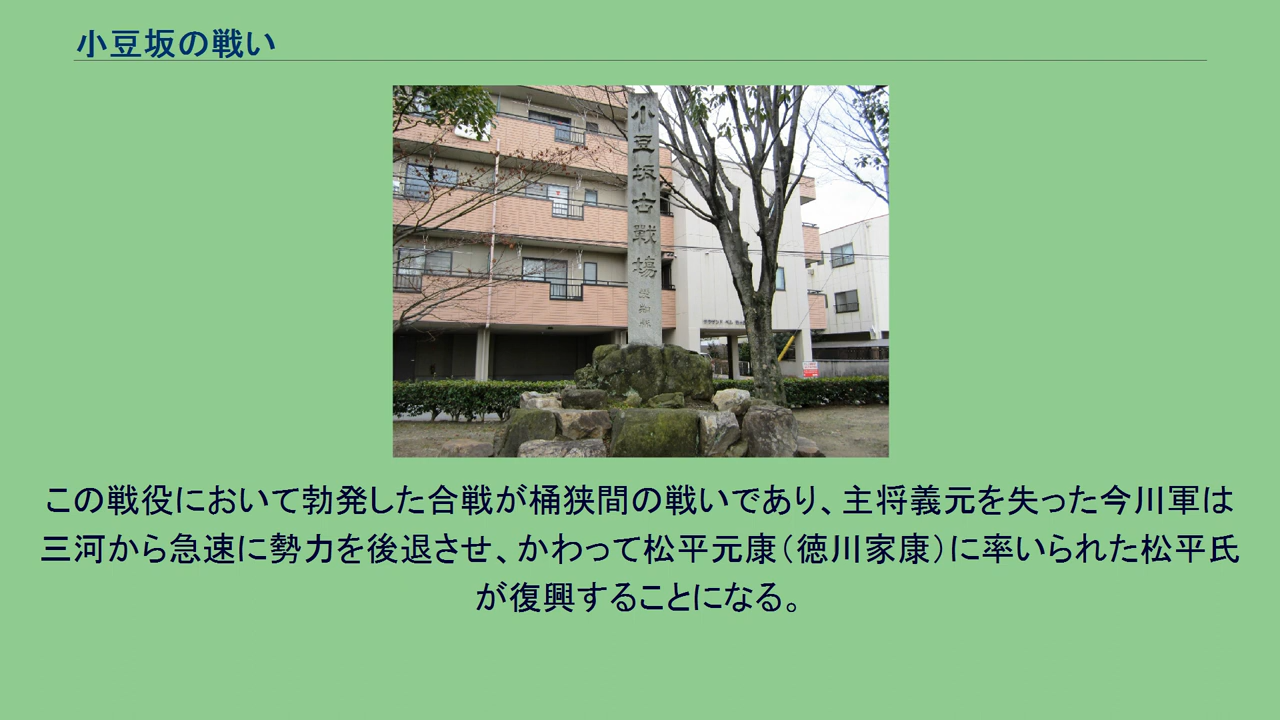 小豆坂の戦い
小豆坂古戰場
この戦役において勃発した合戦が桶狭間の戦いであり、主将義元を失った今川軍は
三河から急速に勢力を後退させ、かわって松平元康（徳川家康）に率いられた松平氏
が復興することになる。